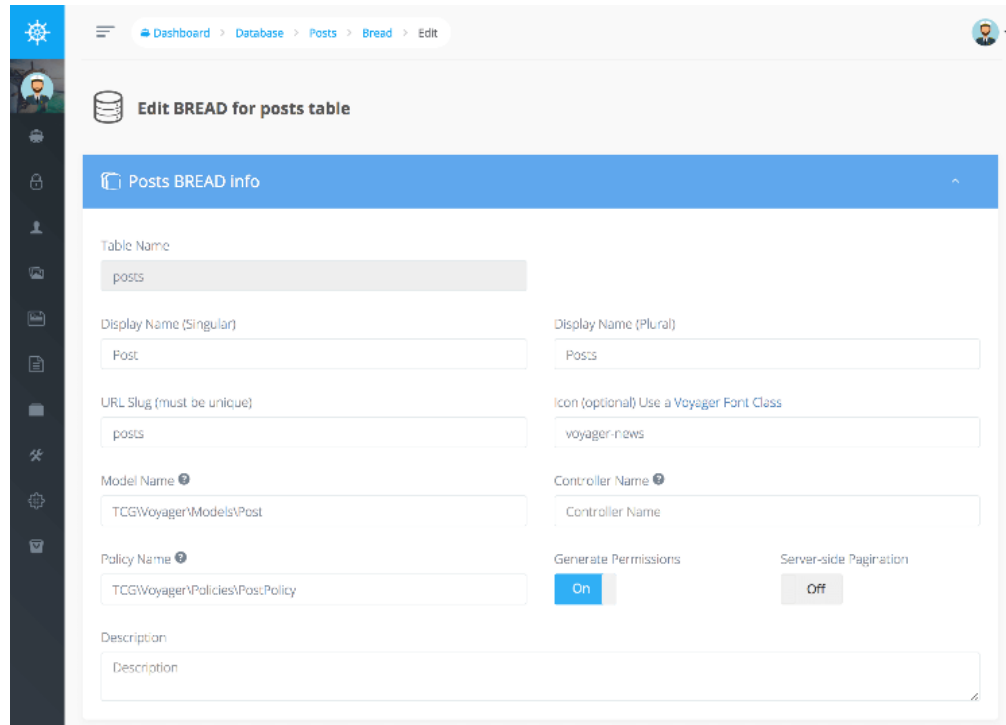 Dashboard > Database > Posts > Bread > Edit
Edit BREAD for posts table
Posts BREAD info
Table Name
posts
Display Name (Singular) Display Name (Plural)
Post Posts
URL Slug (must be unique) Icon (optional) Use a Voyager Font Class
posts voyager-news
Model Name Controller Name
TCG\Voyager\Models\Post Controller Name
Policy Name Generate Permissions Server-side Pagination
TCG\Voyager\Policies\PostPolicy On Off
Description
Description